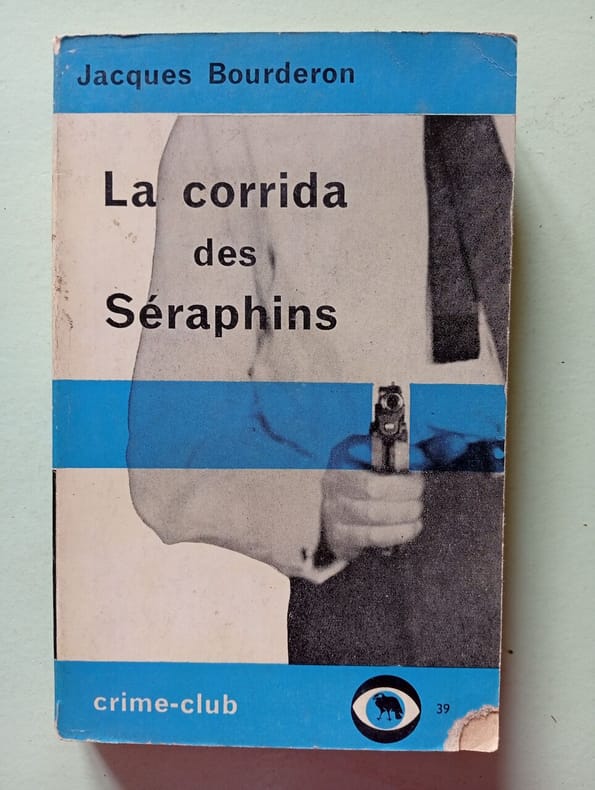 Jacques Bourderon
La corrida
des
Séraphins
crime-club
39